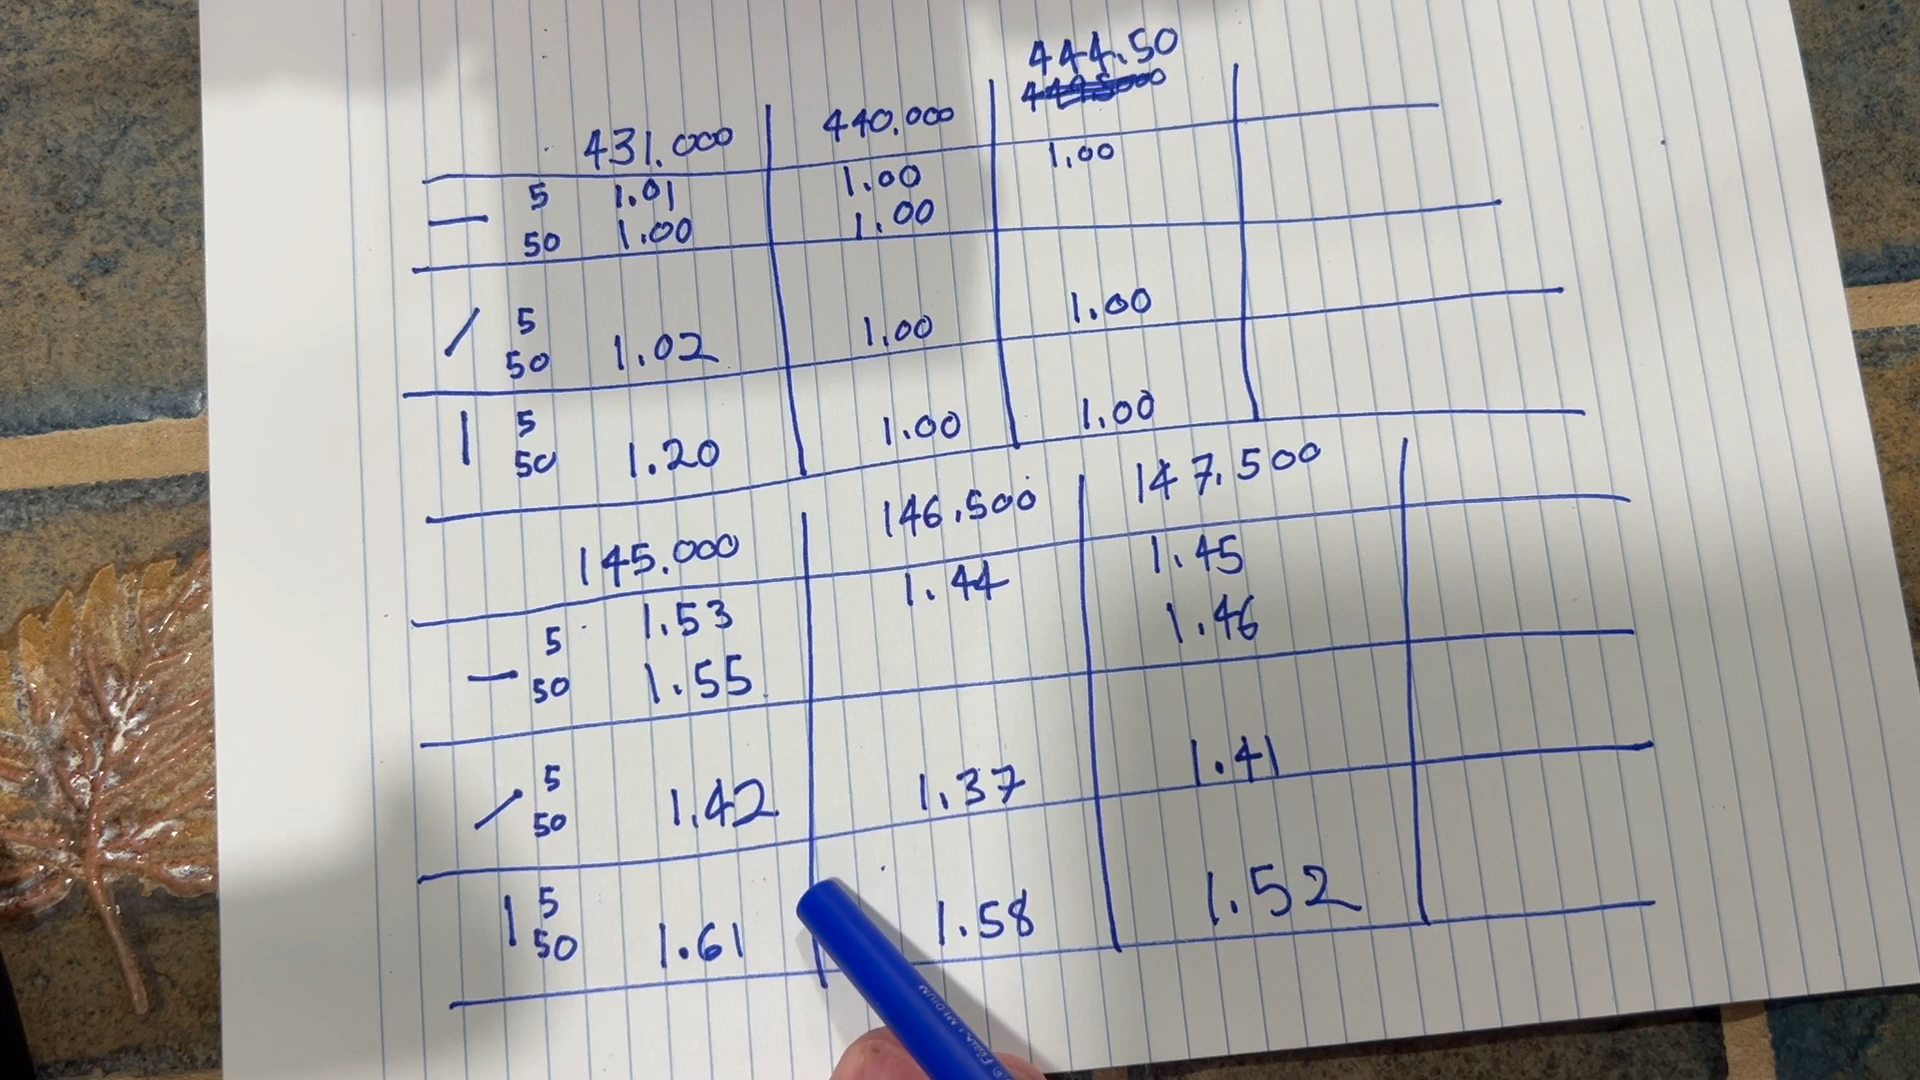 444.50
431.000 440.000
5 1.01 1.00 1.00
50 1.00 1.00
5
50 1.02 1.00 1.00
5
50 1.20 1.00 1.00
145.000 146.500 147.500
5 1.53 1.44 1.45
50 1.55 1.46
5
50 1.42 1.37 1.41
5
50 1.61 1.58 1.52